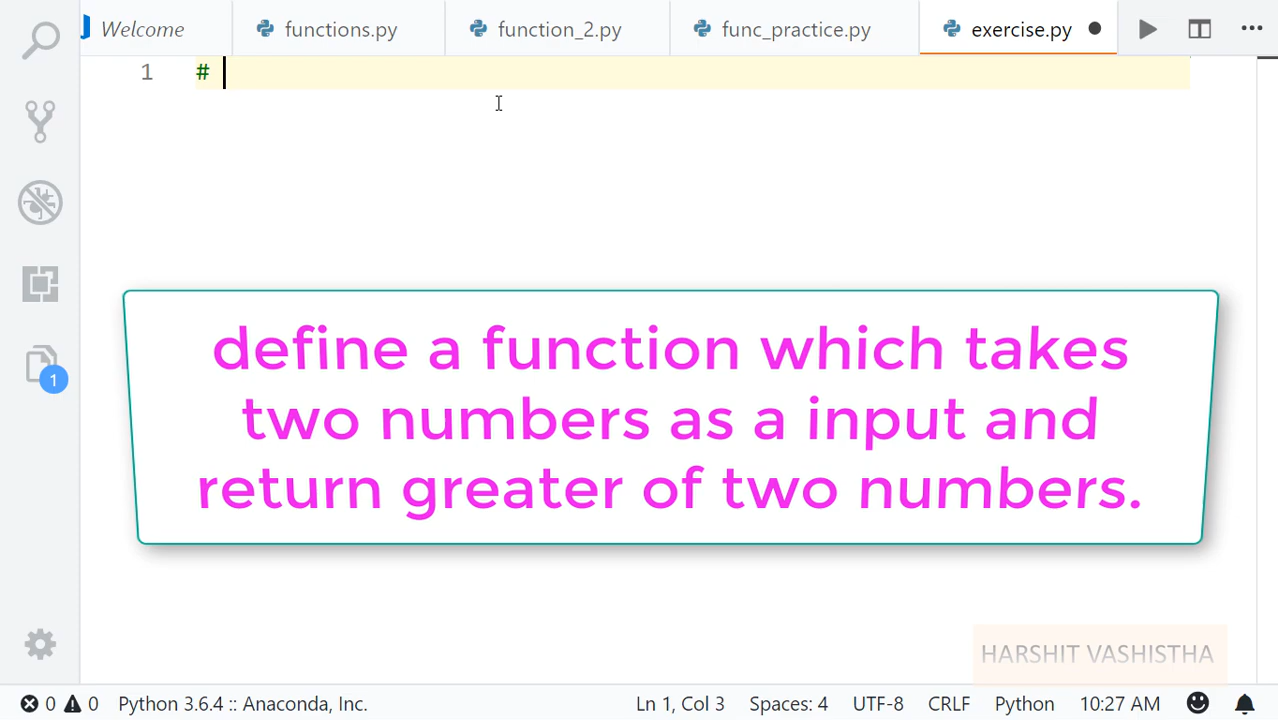 Welcome functions.py function_2.py func_practice.py exercise.py
1 #
define a function which takes
two numbers as a input and
return greater of two numbers.
1
HARSHIT VASHISTHA
0 0 Python 3.6.4 :: Anaconda, Inc. Ln 1, Col 3 Spaces: 4 UTF-8 CRLF Python 10:27 AM